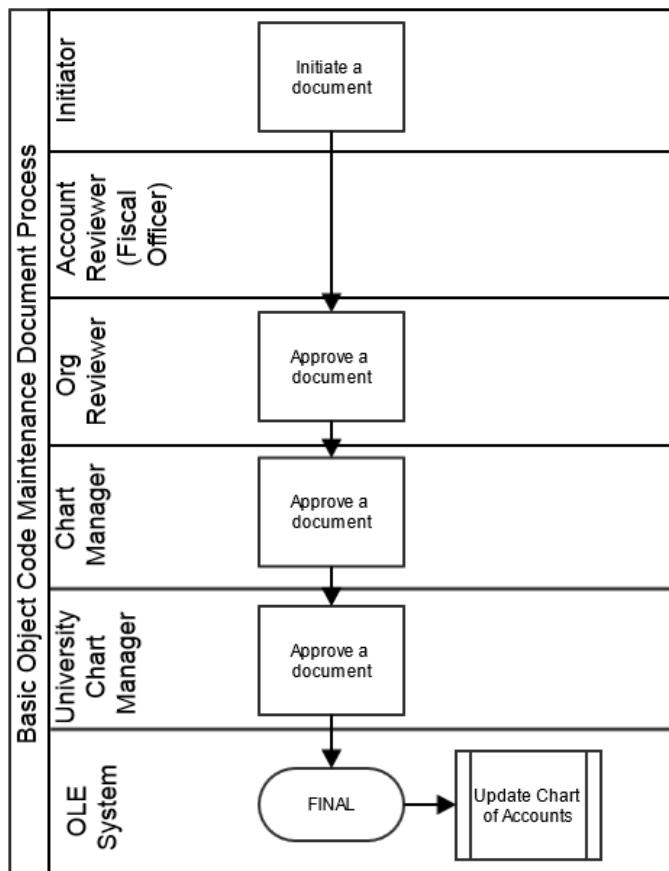 Basic Object Code Maintenance Document Process
Initiator
Initiate a
document
Account
Reviewer
(Fiscal
Officer)
Org
Reviewer
Approve a
document
Chart
Manager
Approve a
document
University
Chart
Manager
Approve a
document
OLE
System
FINAL
Update Chart
of Accounts